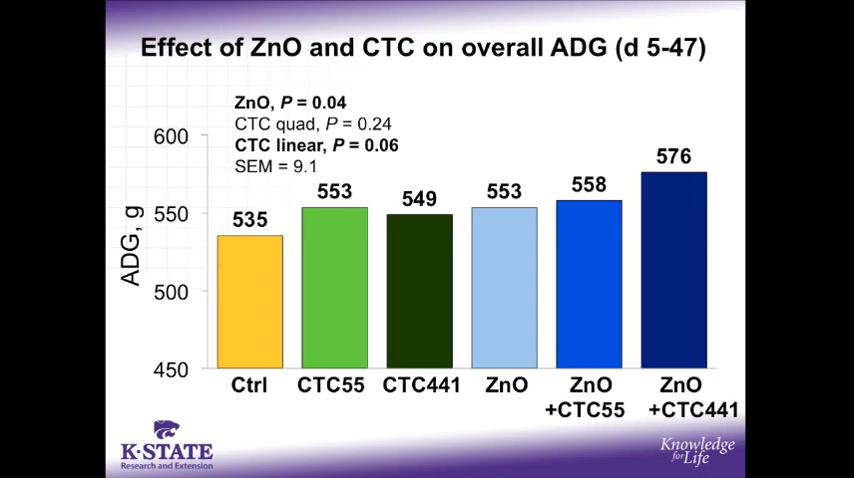 Effect of ZnO and CTC on overall ADG (d 5-47)
ZnO, P = 0.04
CTC quad, P = 0.24
CTC linear, P = 0.06
SEM = 9.1
600
550
500
450
ADG, g
535
553
549
553
558
576
Ctrl
CTC55
CTC441
ZnO
ZnO
+CTC55
ZnO
+CTC441
K-STATE
Research and Extension
Knowledge
for Life